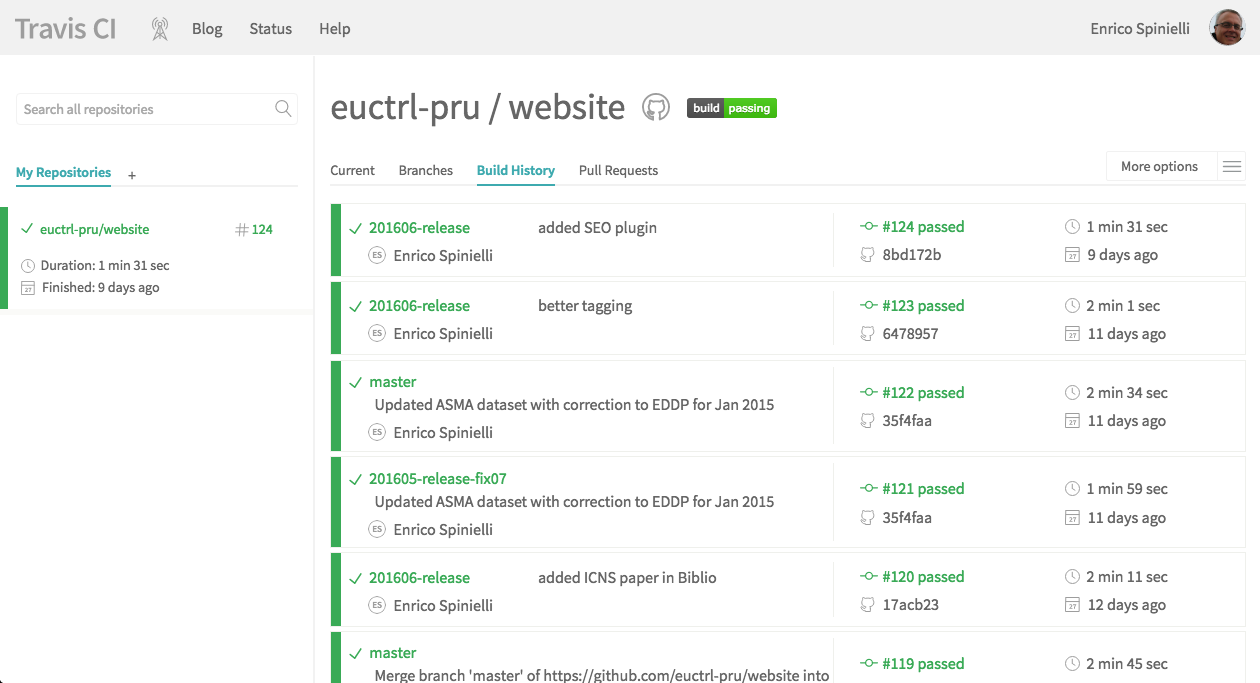 Travis CI Blog Status Help Enrico Spinielli
Search all repositories
My Repositories +
euctrl-pru/website # 124
Duration: 1 min 31 sec
Finished: 9 days ago
euctrl-pru / website build passing
Current Branches Build History Pull Requests More options
201606-release added SEO plugin #124 passed 1 min 31 sec
ES Enrico Spinielli 8bd172b 27 9 days ago
201606-release better tagging #123 passed 2 min 1 sec
ES Enrico Spinielli 6478957 27 11 days ago
master
Updated ASMA dataset with correction to EDDP for Jan 2015 #122 passed 2 min 34 sec
ES Enrico Spinielli 35f4faa 27 11 days ago
201605-release-fix07
Updated ASMA dataset with correction to EDDP for Jan 2015 #121 passed 1 min 59 sec
ES Enrico Spinielli 35f4faa 27 11 days ago
201606-release added ICNS paper in Biblio #120 passed 2 min 11 sec
ES Enrico Spinielli 17acb23 27 12 days ago
master #119 passed 2 min 45 sec
Merge branch 'master' of https://github.com/euctrl-pru/website into